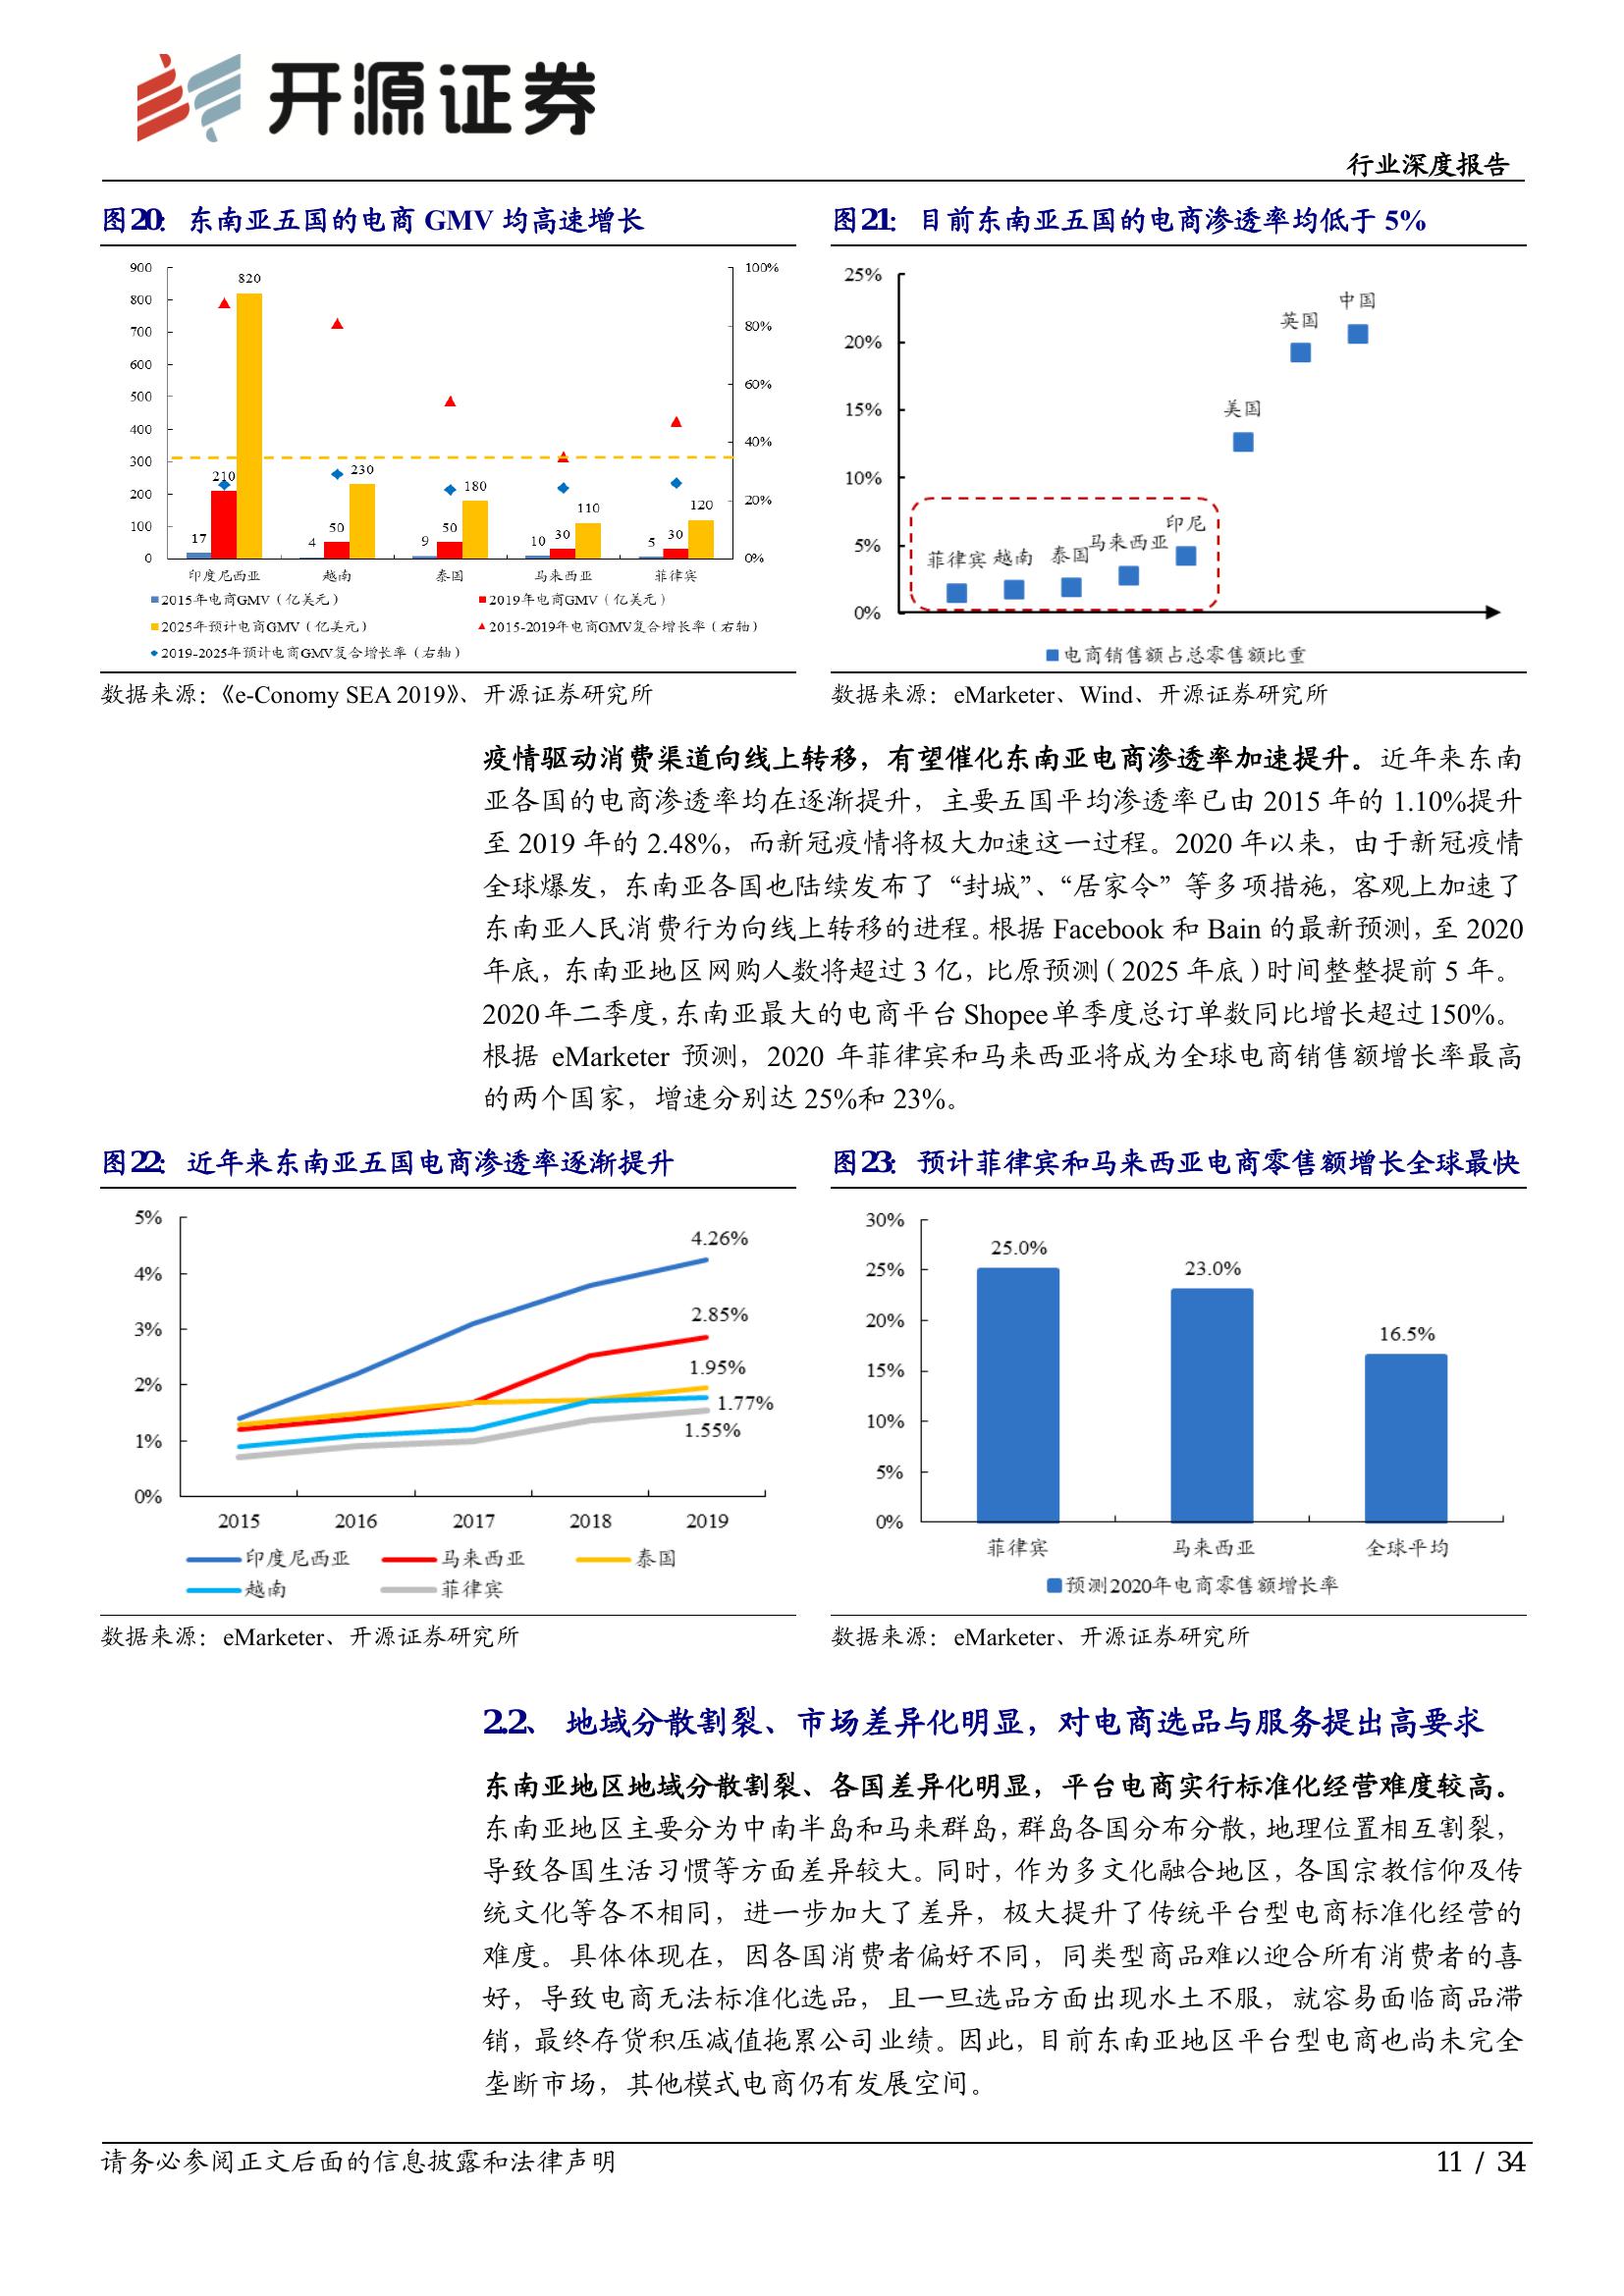 开源证券
行业深度报告
图20： 东南亚五国的电商 GMV 均高速增长
900
800
700
600
500
400
300
200
100
0
100%
80%
60%
40%
20%
0%
17
210
820
4
50
230
9
50
180
10
30
110
5
30
120
印度尼西亚
越南
泰国
马来西亚
菲律宾
2015年电商GMV（亿美元）
2019年电商GMV（亿美元）
2025年预计电商GMV（亿美元）
2015-2019年电商GMV复合增长率（右轴）
2019-2025年预计电商GMV复合增长率（右轴）
数据来源：《e-Conomy SEA 2019》、开源证券研究所
图21： 目前东南亚五国的电商渗透率均低于 5%
25%
20%
15%
10%
5%
0%
菲律宾
越南
泰国
马来西亚
印尼
美国
英国
中国
电商销售额占总零售额比重
数据来源：eMarketer、Wind、开源证券研究所
疫情驱动消费渠道向线上转移，有望催化东南亚电商渗透率加速提升。近年来东南
亚各国的电商渗透率均在逐渐提升，主要五国平均渗透率已由 2015 年的 1.10%提升
至 2019 年的 2.48%，而新冠疫情将极大加速这一过程。2020 年以来，由于新冠疫情
全球爆发，东南亚各国也陆续发布了“封城”、“居家令”等多项措施，客观上加速了
东南亚人民消费行为向线上转移的进程。根据 Facebook 和 Bain 的最新预测，至 2020
年底，东南亚地区网购人数将超过 3 亿，比原预测（2025 年底）时间整整提前 5 年。
2020 年二季度，东南亚最大的电商平台 Shopee 单季度总订单数同比增长超过 150%。
根据 eMarketer 预测，2020 年菲律宾和马来西亚将成为全球电商销售额增长率最高
的两个国家，增速分别达 25%和 23%。
图22： 近年来东南亚五国电商渗透率逐渐提升
5%
4%
3%
2%
1%
0%
4.26%
2.85%
1.95%
1.77%
1.55%
2015
2016
2017
2018
2019
印度尼西亚
马来西亚
泰国
越南
菲律宾
数据来源：eMarketer、开源证券研究所
图23： 预计菲律宾和马来西亚电商零售额增长全球最快
30%
25%
20%
15%
10%
5%
0%
25.0%
23.0%
16.5%
菲律宾
马来西亚
全球平均
预测2020年电商零售额增长率
数据来源：eMarketer、开源证券研究所
2.2、 地域分散割裂、市场差异化明显，对电商选品与服务提出高要求
东南亚地区地域分散割裂、各国差异化明显，平台电商实行标准化经营难度较高。
东南亚地区主要分为中南半岛和马来群岛，群岛各国分布分散，地理位置相互割裂，
导致各国生活习惯等方面差异较大。同时，作为多文化融合地区，各国宗教信仰及传
统文化等各不相同，进一步加大了差异，极大提升了传统平台型电商标准化经营的
难度。具体体现在，因各国消费者偏好不同，同类型商品难以迎合所有消费者的喜
好，导致电商无法标准化选品，且一旦选品方面出现水土不服，就容易面临商品滞
销，最终存货积压减值拖累公司业绩。因此，目前东南亚地区平台型电商也尚未完全
垄断市场，其他模式电商仍有发展空间。
请务必参阅正文后面的信息披露和法律声明
11 / 34